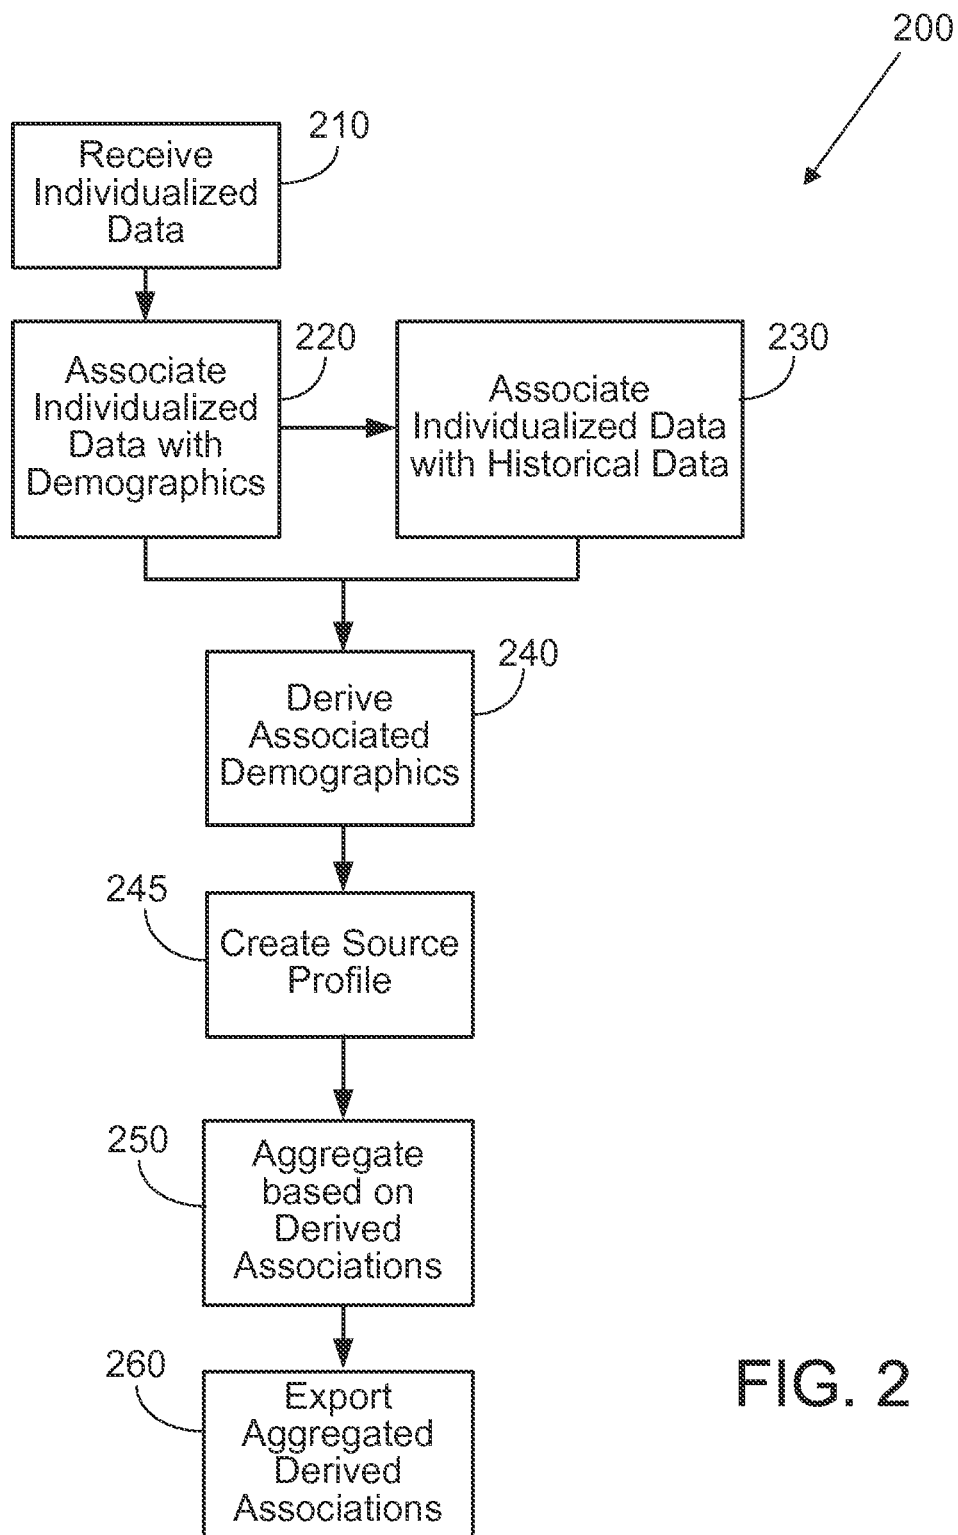 200
210
Receive
Individualized
Data
220
Associate
Individualized
Data with
Demographics
230
Associate
Individualized Data
with Historical Data
240
Derive
Associated
Demographics
245
Create Source
Profile
250
Aggregate
based on
Derived
Associations
260
Export
Aggregated
Derived
Associations
FIG. 2